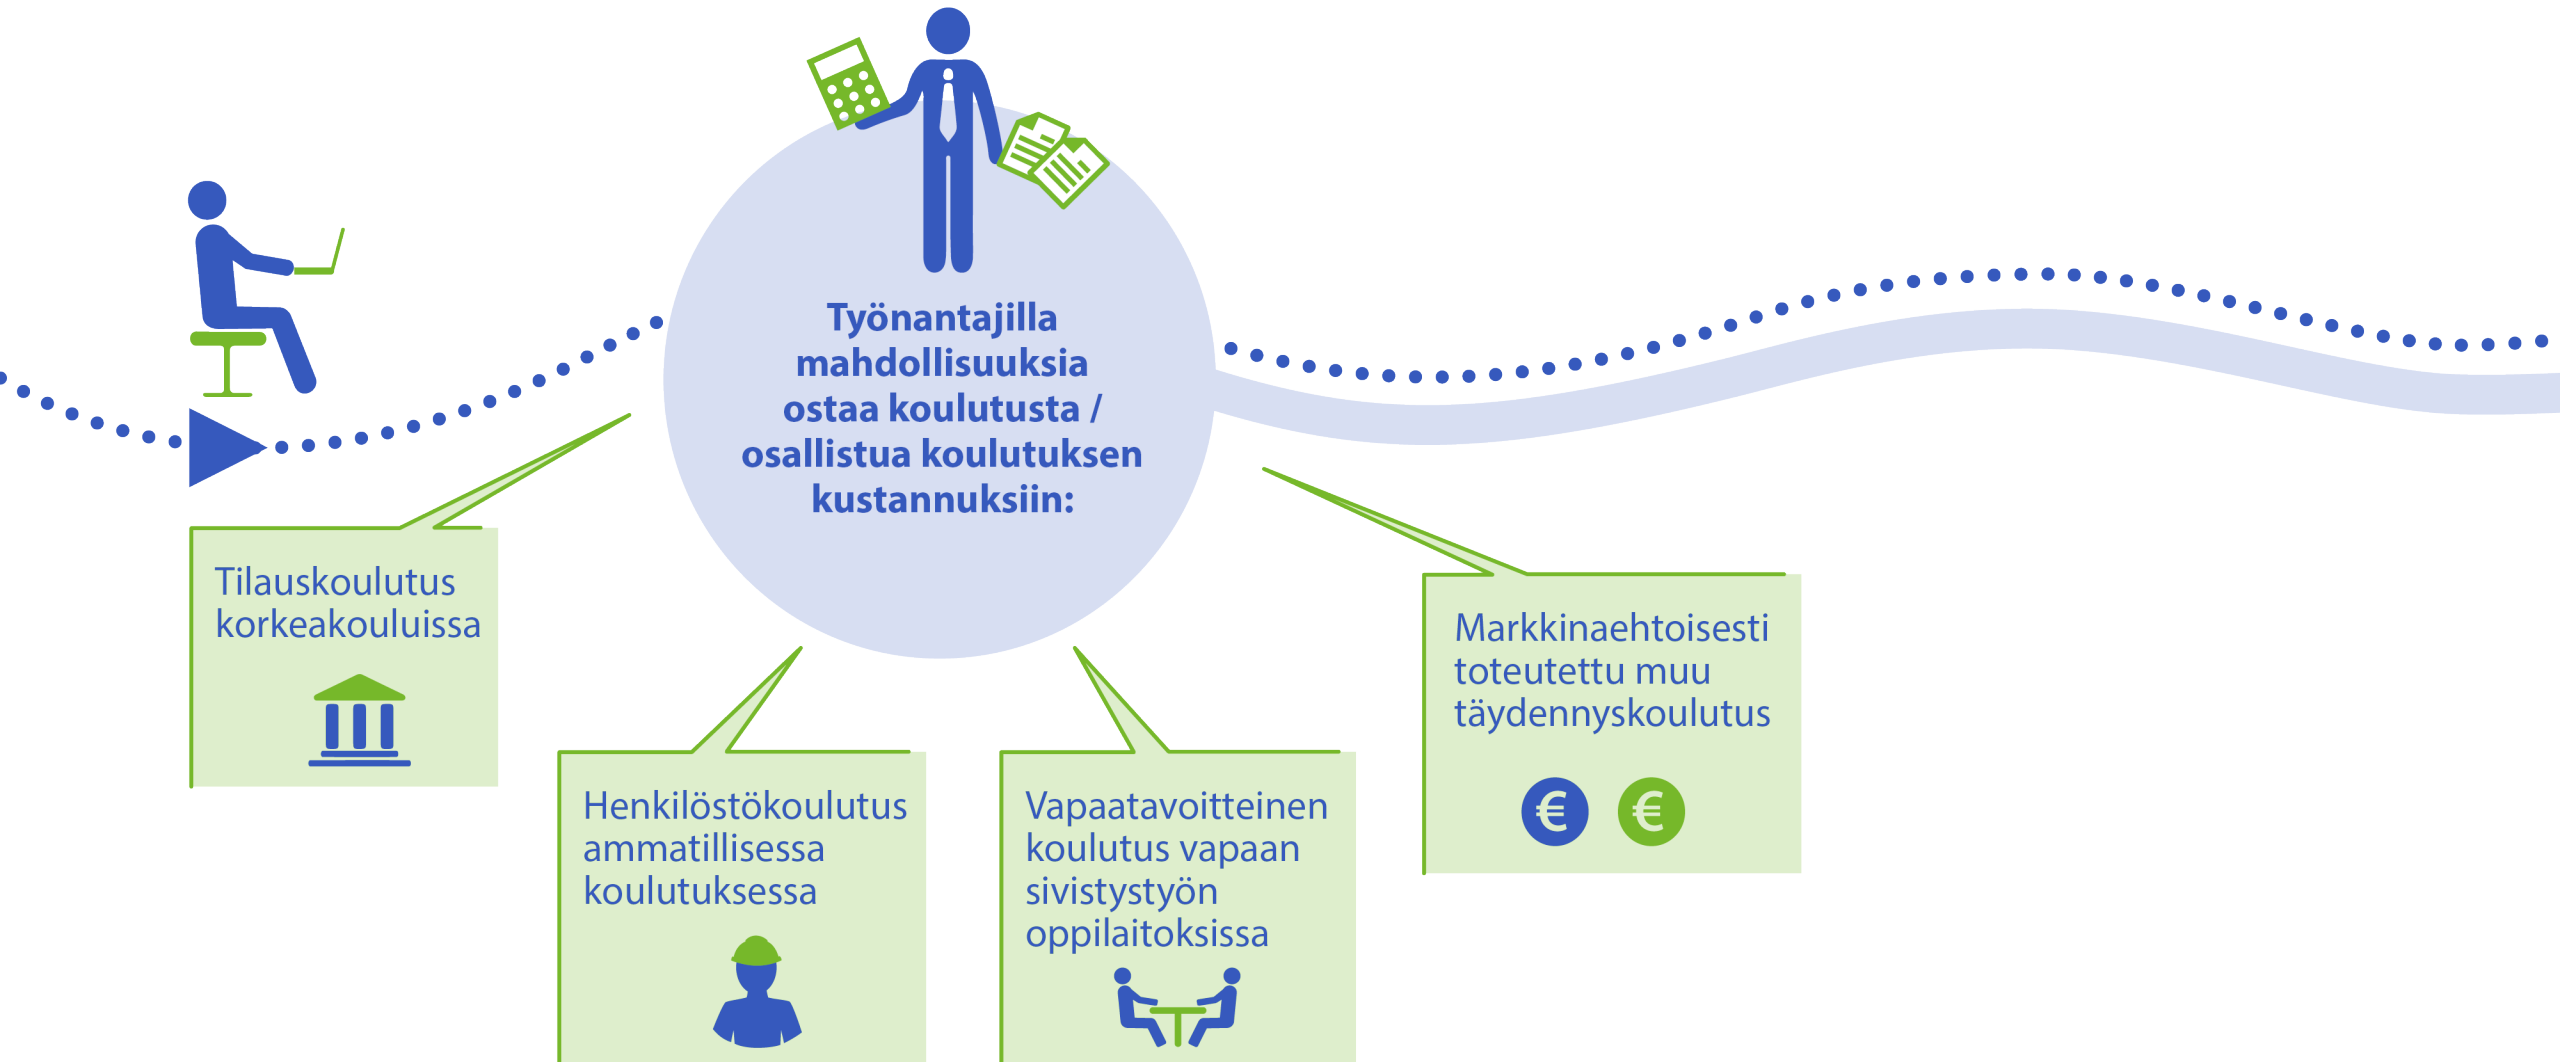 Työnantajilla
mahdollisuuksia
ostaa koulutusta /
osallistua koulutuksen
kustannuksiin:
Tilauskoulutus
korkeakouluissa
Henkilöstökoulutus
ammatillisessa
koulutuksessa
Vapaatavoitteinen
koulutus vapaan
sivistystyön
oppilaitoksissa
Markkinaehtoisesti
toteutettu muu
täydennyskoulutus
€ €